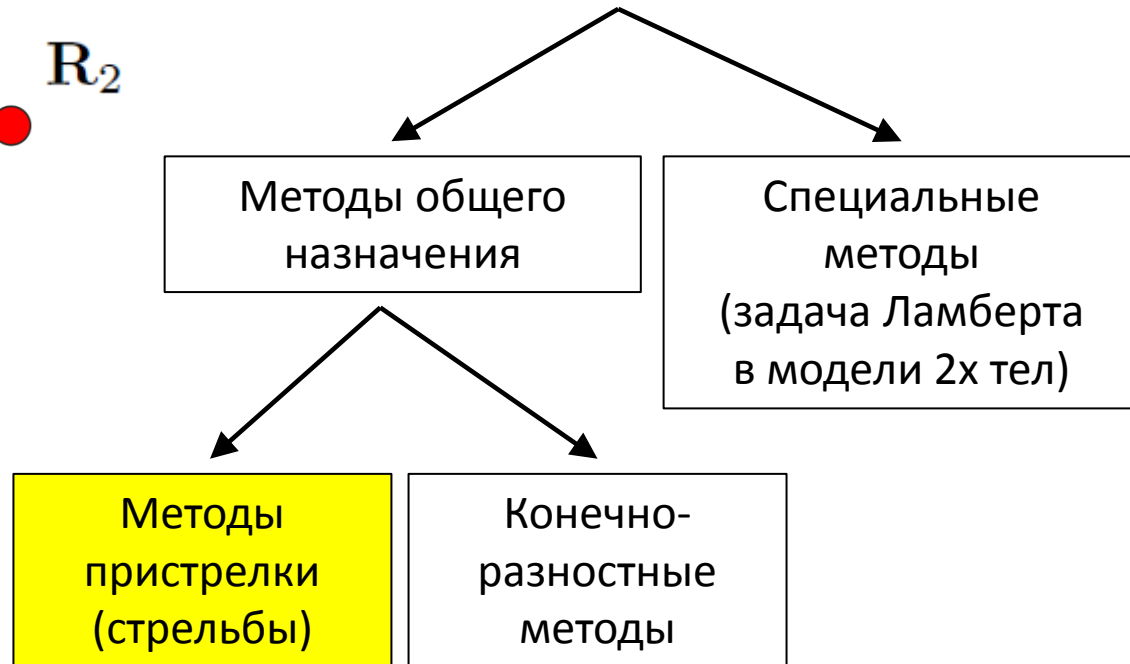 R₂
Методы общего
назначения
Специальные
методы
(задача Ламберта
в модели 2х тел)
Методы
пристрелки
(стрельбы)
Конечно-
разностные
методы